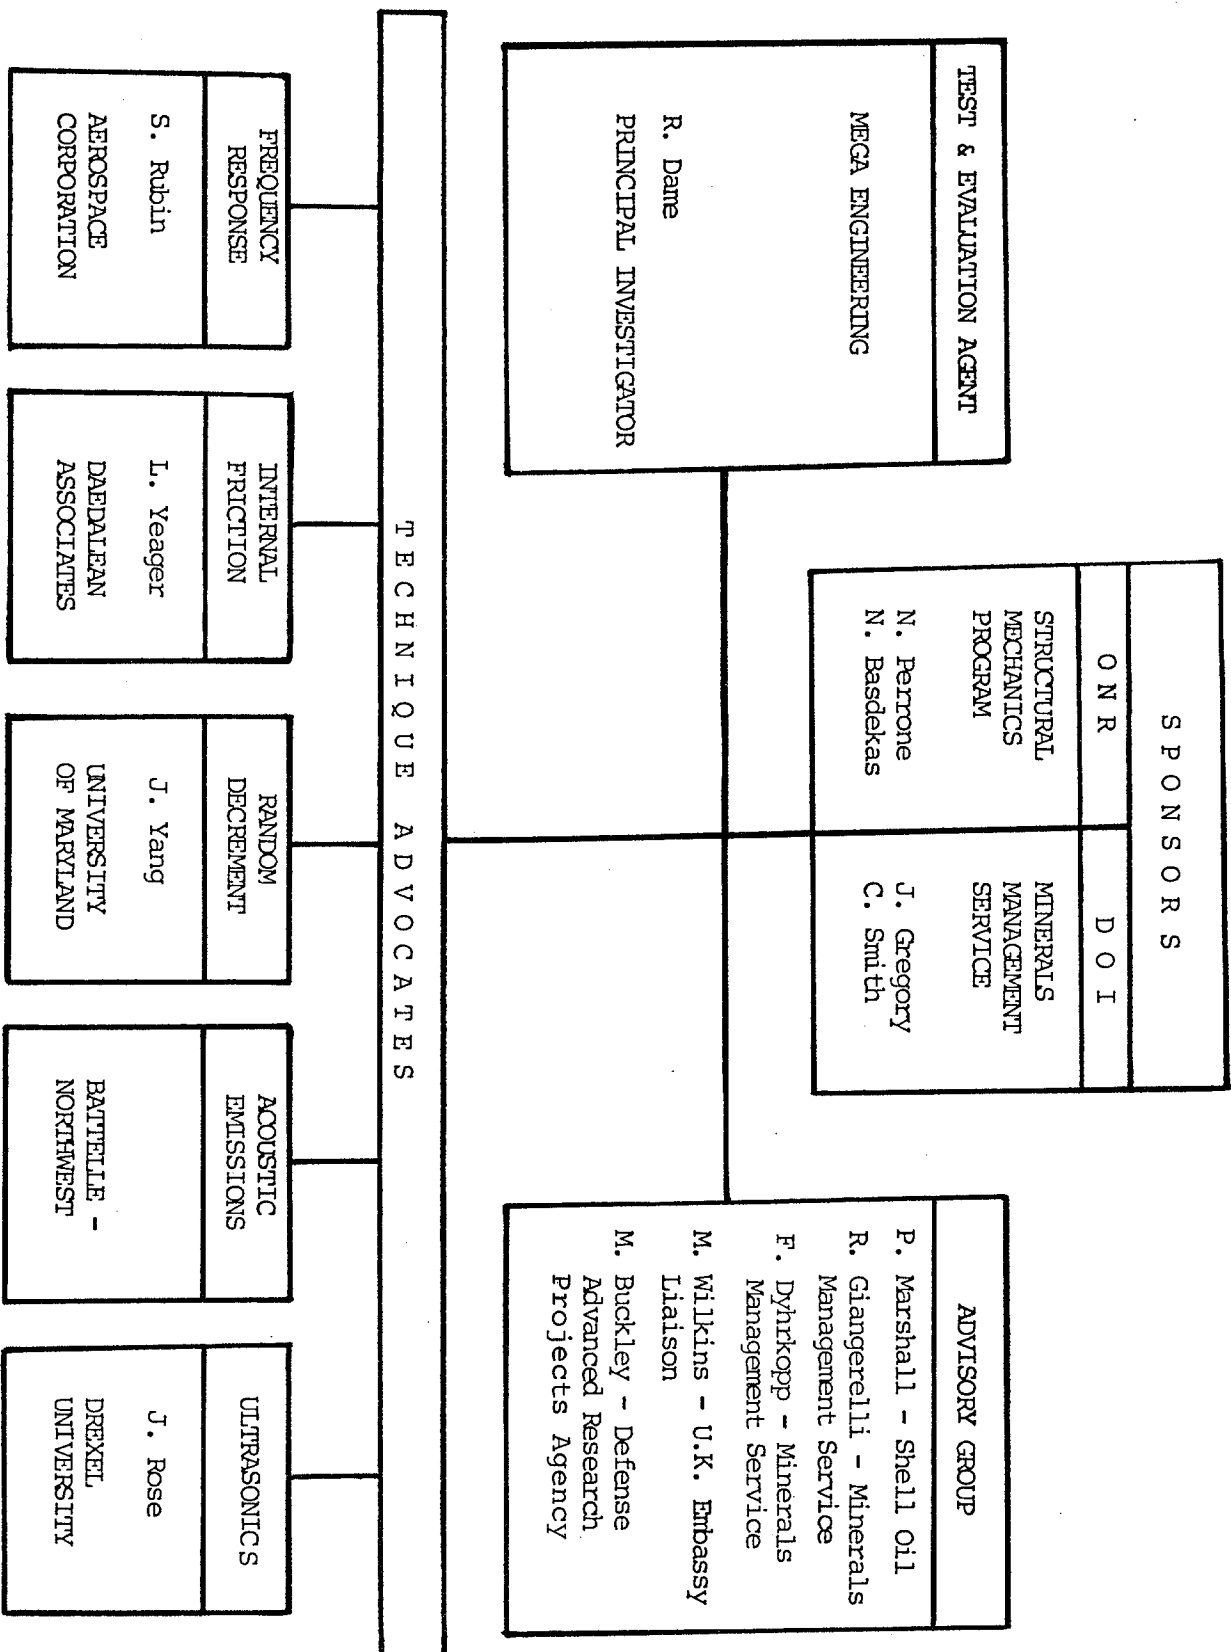 SPONSORS
ONR
DOI
STRUCTURAL
MECHANICS
PROGRAM
N. Perrone
N. Basdekas
MINERALS
MANAGEMENT
SERVICE
J. Gregory
C. Smith
TEST & EVALUATION AGENT
MEGA ENGINEERING
R. Dame
PRINCIPAL INVESTIGATOR
ADVISORY GROUP
P. Marshall - Shell Oil
R. Giangerelli - Minerals
Management Service
F. Dyhrkopp - Minerals
Management Service
M. Wilkins - U.K. Embassy
Liaison
M. Buckley - Defense
Advanced Research
Projects Agency
TECHNIQUE ADVOCATES
FREQUENCY
RESPONSE
S. Rubin
AEROSPACE
CORPORATION
INTERNAL
FRICTION
L. Yeager
DAEDALEAN
ASSOCIATES
RANDOM
DECREMENT
J. Yang
UNIVERSITY
OF MARYLAND
ACOUSTIC
EMISSIONS
BATTELLE -
NORTHWEST
ULTRASONICS
J. Rose
DREXEL
UNIVERSITY